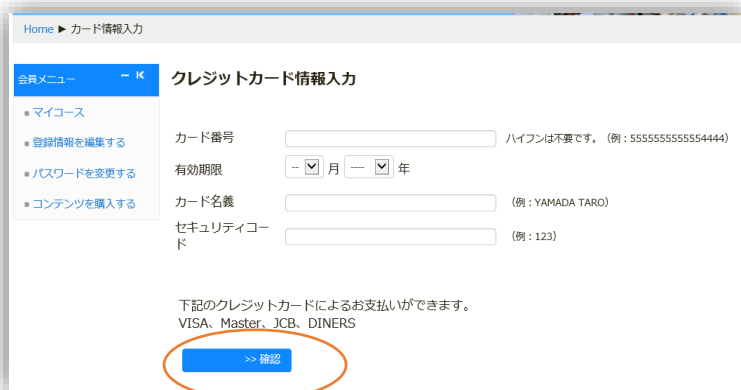 Home ▶ カード情報入力
会員メニュー
クレジットカード情報入力
マイコース
登録情報を編集する
パスワードを変更する
コンテンツを購入する
カード番号 ハイフンは不要です。（例：5555555555554444）
有効期限 -- 月 ---- 年
カード名義 （例：YAMADA TARO）
セキュリティコー
ド （例：123）
下記のクレジットカードによるお支払いができます。
VISA、Master、JCB、DINERS
>> 確認